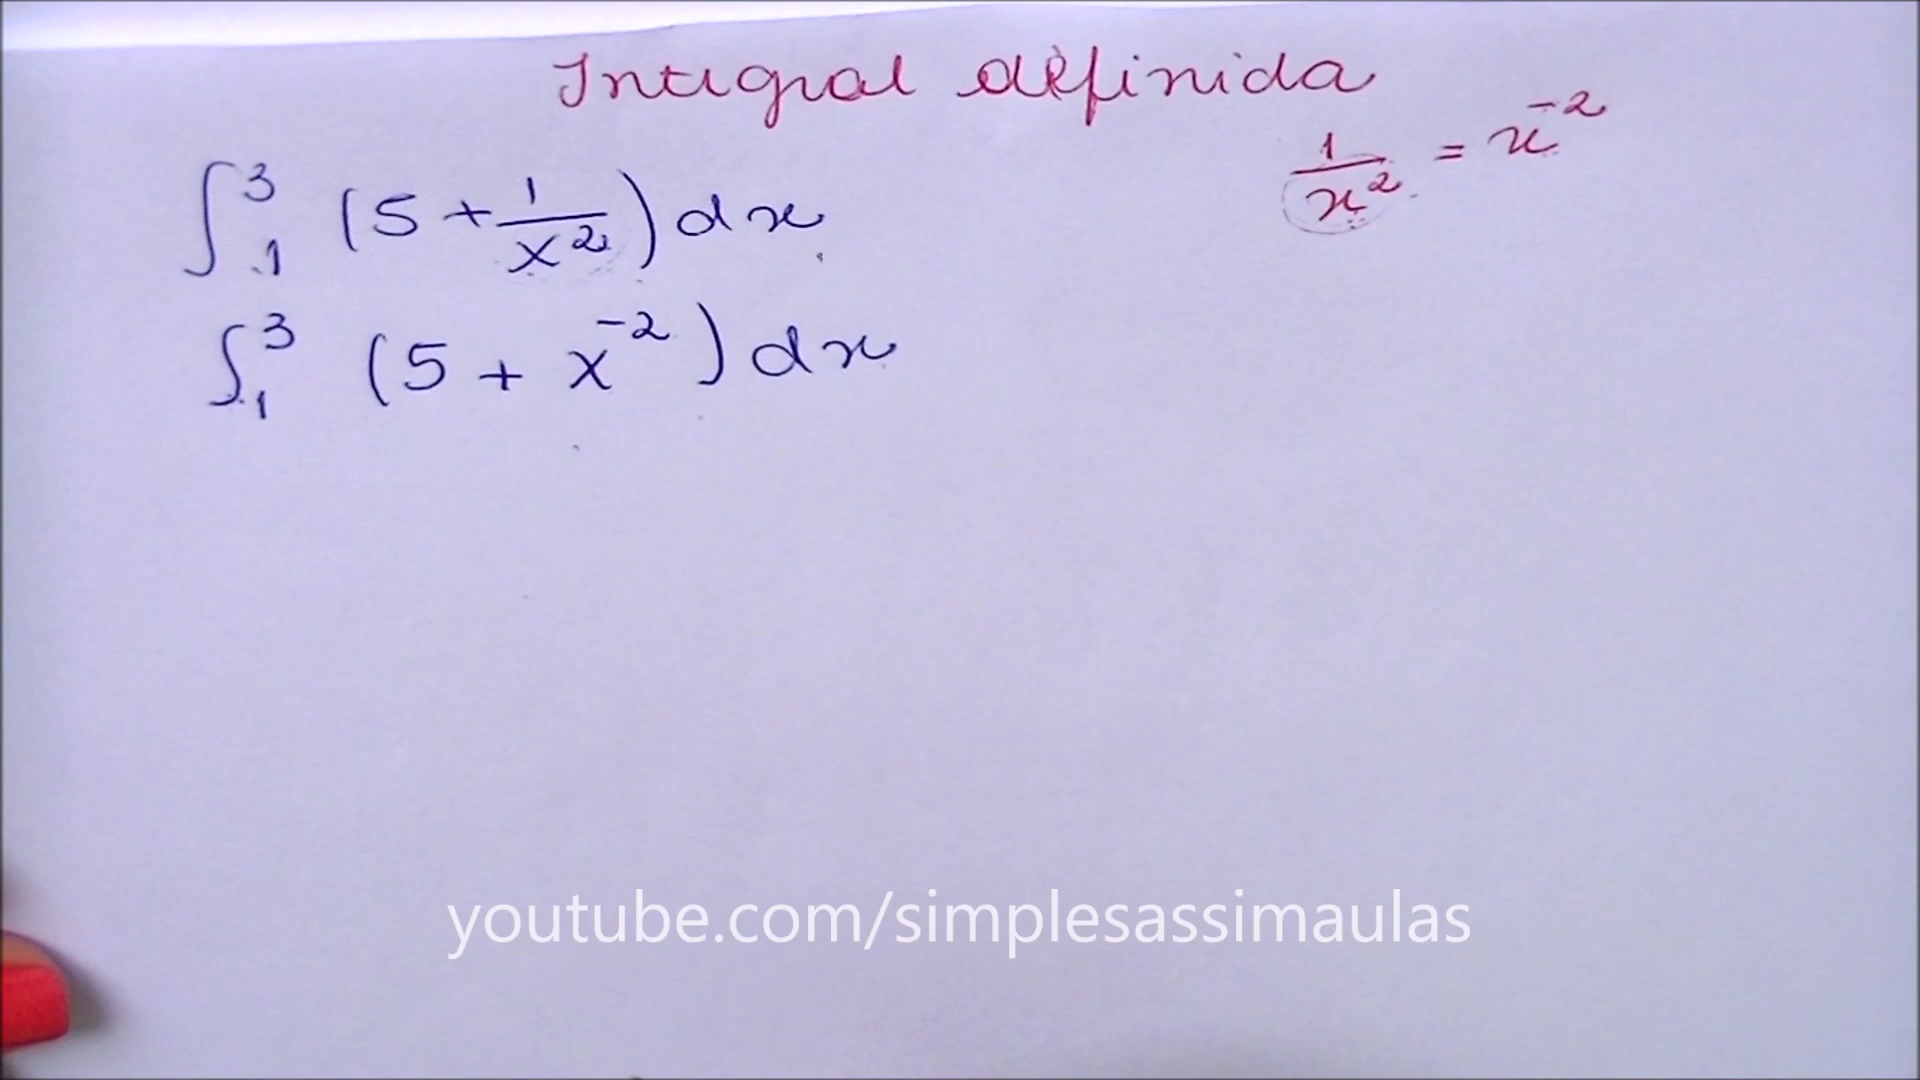 Integral definida
1/x² = x⁻²
∫₁³ (5 + 1/x²) dx
∫₁³ (5 + x⁻²) dx
youtube.com/simplesassimaulas